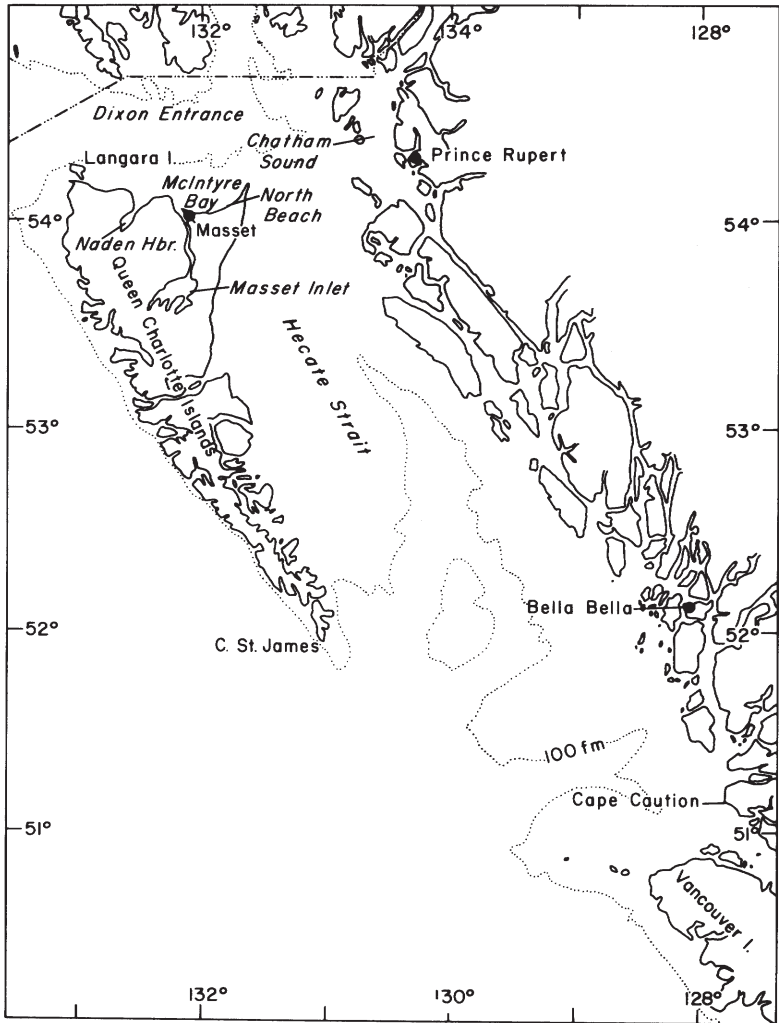 132°
134°
128°
Dixon Entrance
Chatham
Sound
Prince Rupert
Langara I.
McIntyre
Bay
North
Beach
54°
54°
Masset
Naden Hbr.
Masset Inlet
Queen Charlotte Islands
Hecate Strait
53°
53°
Bella Bella
52°
52°
C. St. James
100 fm
Cape Caution
51°
51°
Vancouver I.
132°
130°
128°